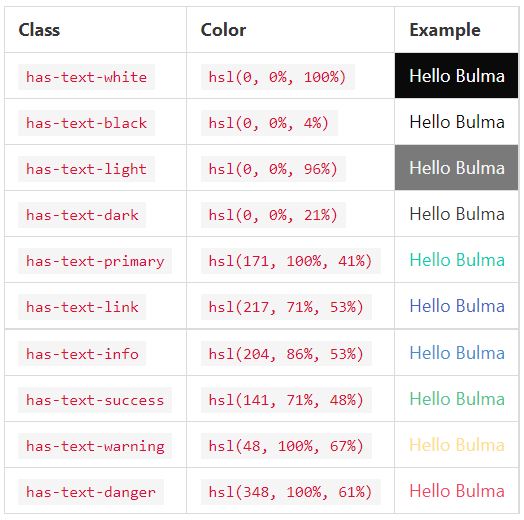 Class Color Example
has-text-white hsl(0, 0%, 100%) Hello Bulma
has-text-black hsl(0, 0%, 4%) Hello Bulma
has-text-light hsl(0, 0%, 96%) Hello Bulma
has-text-dark hsl(0, 0%, 21%) Hello Bulma
has-text-primary hsl(171, 100%, 41%) Hello Bulma
has-text-link hsl(217, 71%, 53%) Hello Bulma
has-text-info hsl(204, 86%, 53%) Hello Bulma
has-text-success hsl(141, 71%, 48%) Hello Bulma
has-text-warning hsl(48, 100%, 67%) Hello Bulma
has-text-danger hsl(348, 100%, 61%) Hello Bulma